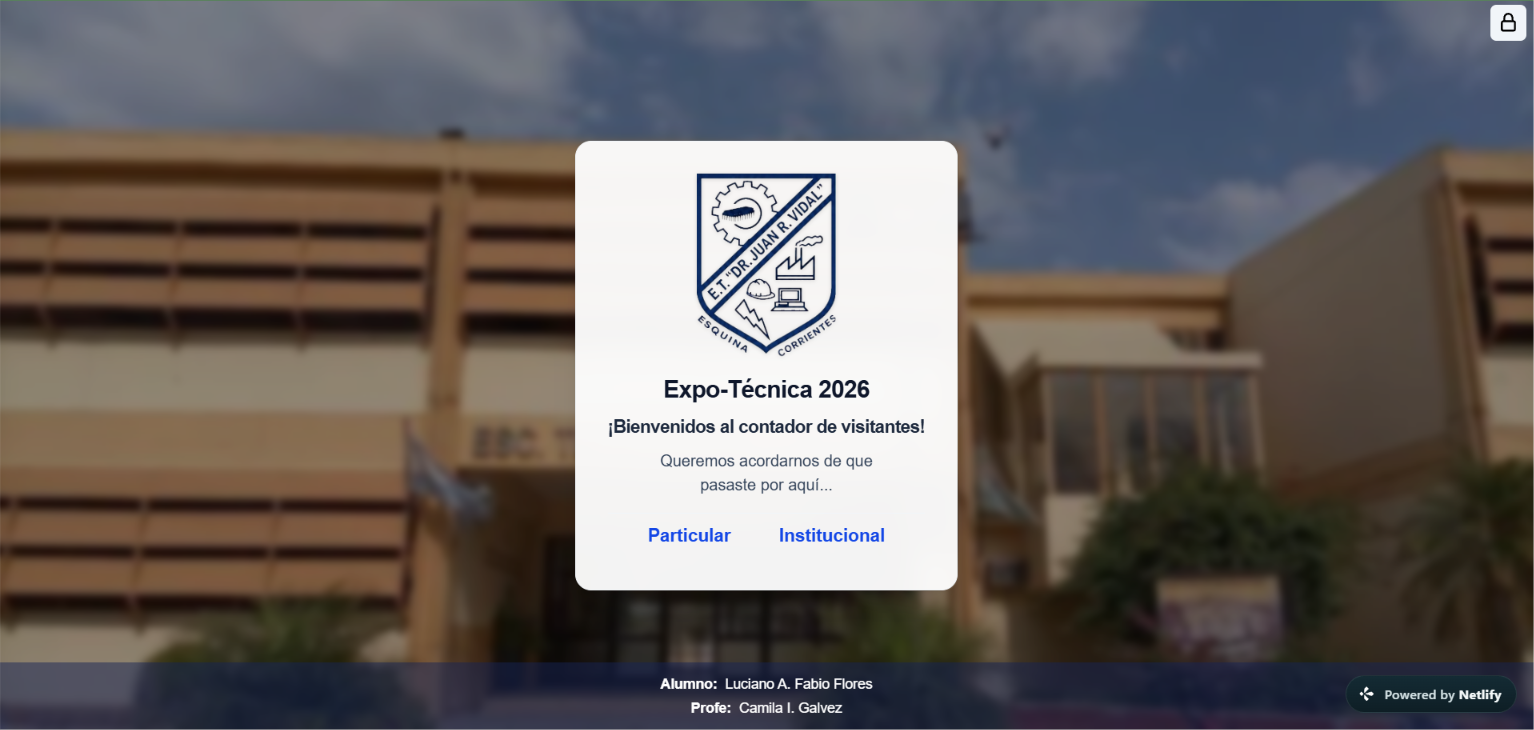 E.T. "DR. JUAN R. VIDAL"
ESQUINA CORRIENTES
Expo-Técnica 2026
¡Bienvenidos al contador de visitantes!
Queremos acordarnos de que
pasaste por aquí...
Particular Institucional
Alumno: Luciano A. Fabio Flores
Profe: Camila I. Galvez
Powered by Netlify